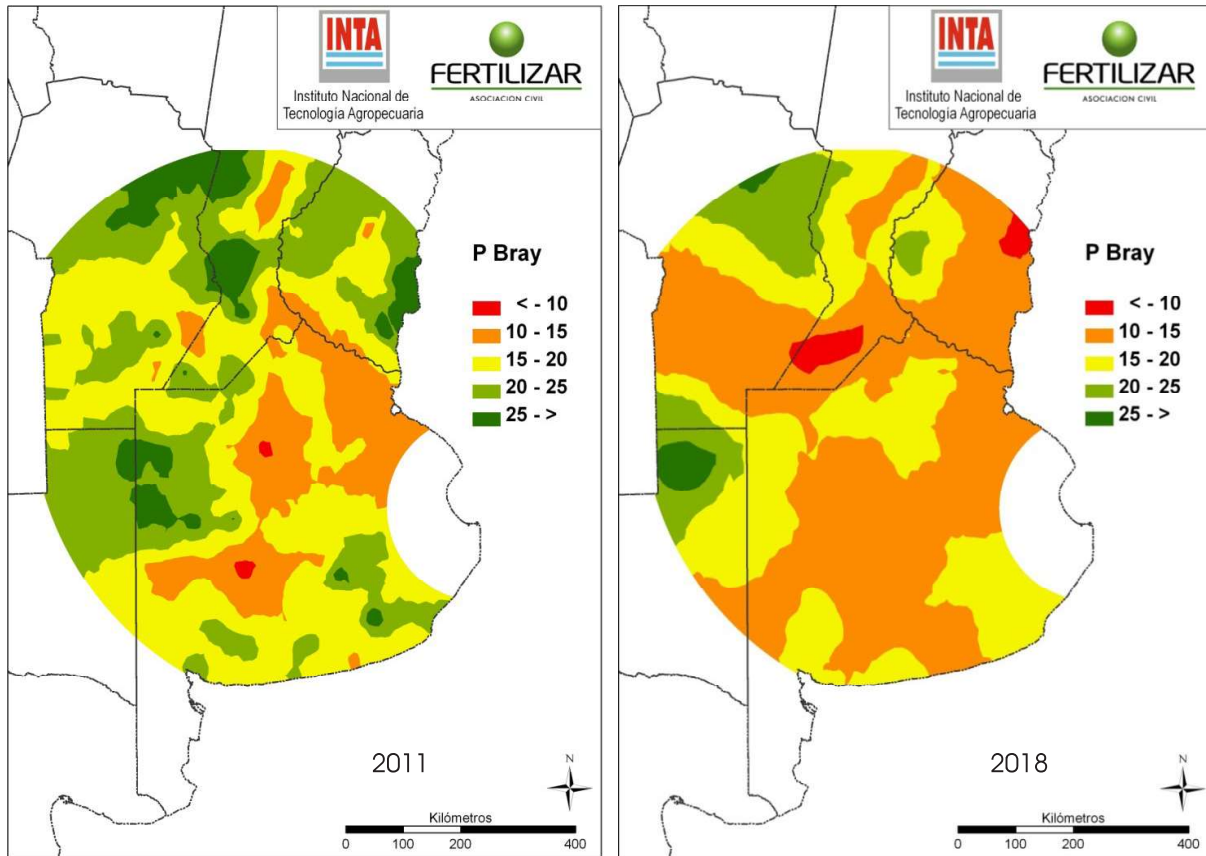 INTA
Instituto Nacional de
Tecnología Agropecuaria
FERTILIZAR
ASOCIACION CIVIL
P Bray
< - 10
10 - 15
15 - 20
20 - 25
25 - >
2011
N
Kilómetros
0 100 200 400
INTA
Instituto Nacional de
Tecnología Agropecuaria
FERTILIZAR
ASOCIACION CIVIL
P Bray
< - 10
10 - 15
15 - 20
20 - 25
25 - >
2018
N
Kilómetros
0 100 200 400